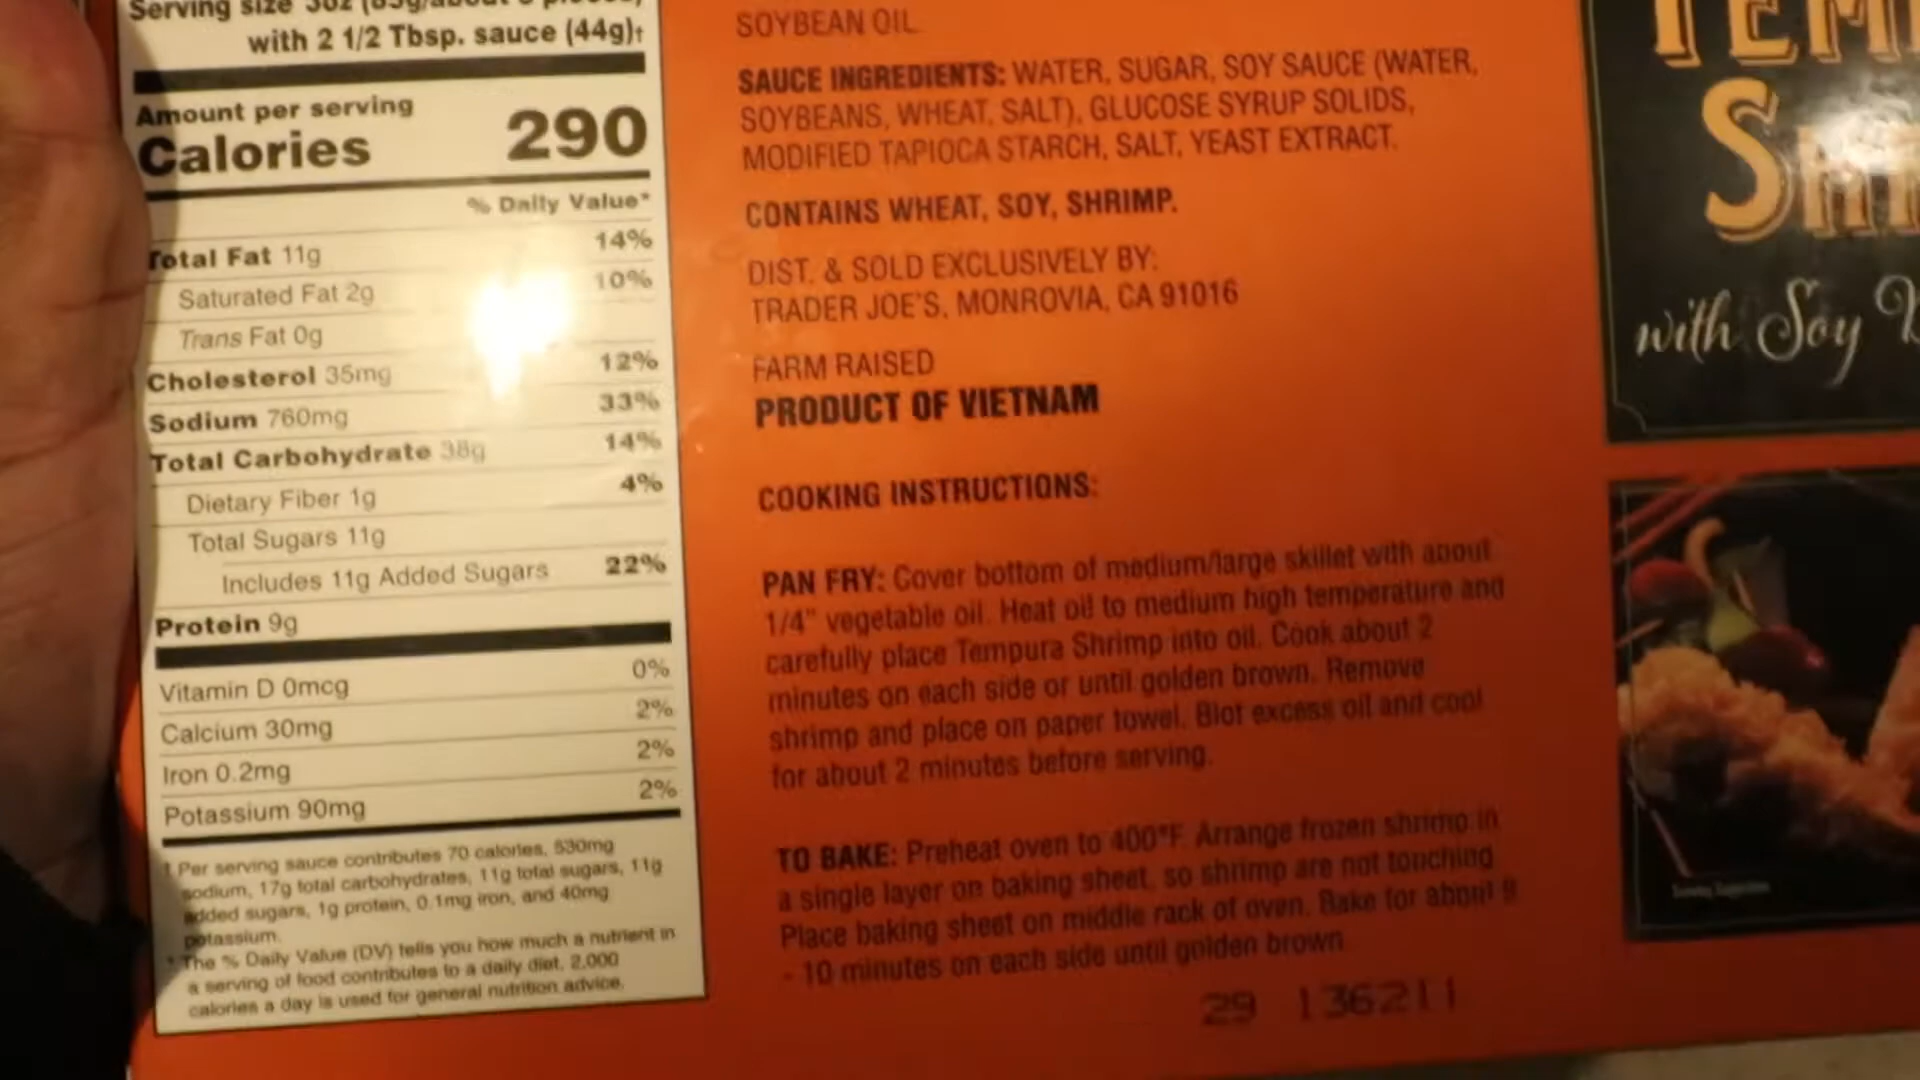 Serving size 3oz (85g/about 3 pieces)
with 2 1/2 Tbsp. sauce (44g)†
Amount per serving
Calories 290
% Daily Value*
Total Fat 11g 14%
Saturated Fat 2g 10%
Trans Fat 0g
Cholesterol 35mg 12%
Sodium 760mg 33%
Total Carbohydrate 38g 14%
Dietary Fiber 1g 4%
Total Sugars 11g
Includes 11g Added Sugars 22%
Protein 9g
Vitamin D 0mcg 0%
Calcium 30mg 2%
Iron 0.2mg 2%
Potassium 90mg 2%
† Per serving sauce contributes 70 calories, 530mg
sodium, 17g total carbohydrates, 11g total sugars, 11g
added sugars, 1g protein, 0.1mg iron, and 40mg
potassium.
* The % Daily Value (DV) tells you how much a nutrient in
a serving of food contributes to a daily diet. 2,000
calories a day is used for general nutrition advice.
SOYBEAN OIL
SAUCE INGREDIENTS: WATER, SUGAR, SOY SAUCE (WATER,
SOYBEANS, WHEAT, SALT), GLUCOSE SYRUP SOLIDS,
MODIFIED TAPIOCA STARCH, SALT, YEAST EXTRACT.
CONTAINS WHEAT, SOY, SHRIMP.
DIST. & SOLD EXCLUSIVELY BY:
TRADER JOE'S, MONROVIA, CA 91016
FARM RAISED
PRODUCT OF VIETNAM
COOKING INSTRUCTIONS:
PAN FRY: Cover bottom of medium/large skillet with about
1/4" vegetable oil. Heat oil to medium high temperature and
carefully place Tempura Shrimp into oil. Cook about 2
minutes on each side or until golden brown. Remove
shrimp and place on paper towel. Blot excess oil and cool
for about 2 minutes before serving.
TO BAKE: Preheat oven to 400°F. Arrange frozen shrimp in
a single layer on baking sheet, so shrimp are not touching
Place baking sheet on middle rack of oven. Bake for about 9
- 10 minutes on each side until golden brown
29 136211
TEM
SH
with Soy D
Serving Suggestion